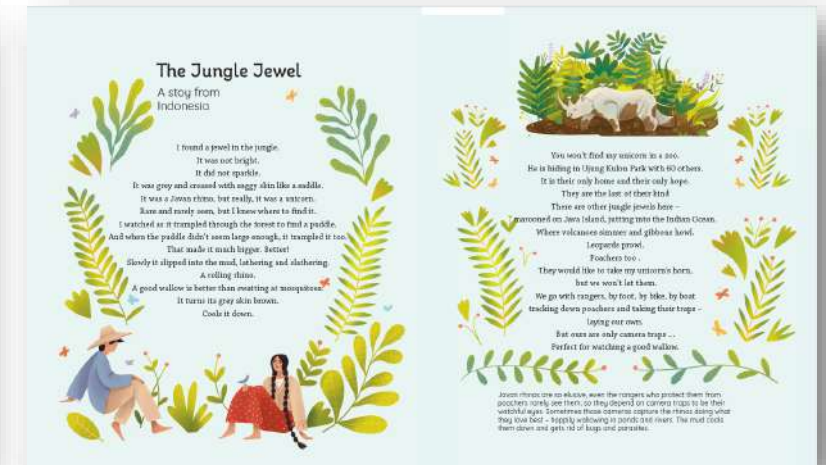 The Jungle Jewel
A stoy from
Indonesia
I found a jewel in the jungle.
It was not bright.
It did not sparkle.
It was grey and creased with saggy skin like a saddle.
It was a Javan rhino, but really, it was a unicorn.
Rare and rarely seen, but I knew where to find it.
I watched as it trampled through the forest to find a puddle.
And when the puddle didn't seem large enough, it trampled it too.
That made it much bigger. Better!
Slowly it slipped into the mud, lathering and slathering.
A rolling rhino.
A good wallow is better than swatting at mosquitoes.
It turns its grey skin brown.
Cools it down.
You won't find my unicorn in a zoo.
He is hiding in Ujung Kulon Park with 60 others.
It is their only home and their only hope.
They are the last of their kind
There are other jungle jewels here –
marooned on Java Island, jutting into the Indian Ocean.
Where volcanoes simmer and gibbons howl.
Leopards prowl.
Poachers too .
They would like to take my unicorn's horn,
but we won't let them.
We go with rangers, by foot, by bike, by boat
tracking down poachers and taking their traps –
laying our own.
But ours are only camera traps ...
Perfect for watching a good wallow.
Javan rhinos are so elusive, even the rangers who protect them from
poachers rarely see them, so they depend on camera traps to be their
watchful eyes. Sometimes those cameras capture the rhinos doing what
they love best – happily wallowing in ponds and rivers. The mud cools
them down and gets rid of bugs and parasites.